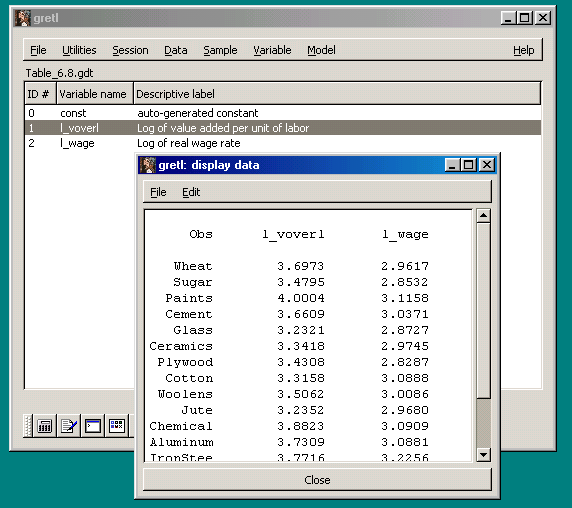 gretl
File Utilities Session Data Sample Variable Model Help
Table_6.8.gdt
ID # Variable name Descriptive label
0 const auto-generated constant
1 l_voverl Log of value added per unit of labor
2 l_wage Log of real wage rate
gretl: display data
File Edit
Obs l_voverl l_wage
Wheat 3.6973 2.9617
Sugar 3.4795 2.8532
Paints 4.0004 3.1158
Cement 3.6609 3.0371
Glass 3.2321 2.8727
Ceramics 3.3418 2.9745
Plywood 3.4308 2.8287
Cotton 3.3158 3.0888
Woolens 3.5062 3.0086
Jute 3.2352 2.9680
Chemical 3.8823 3.0909
Aluminum 3.7309 3.0881
IronStee 3.7716 3.2256
Close